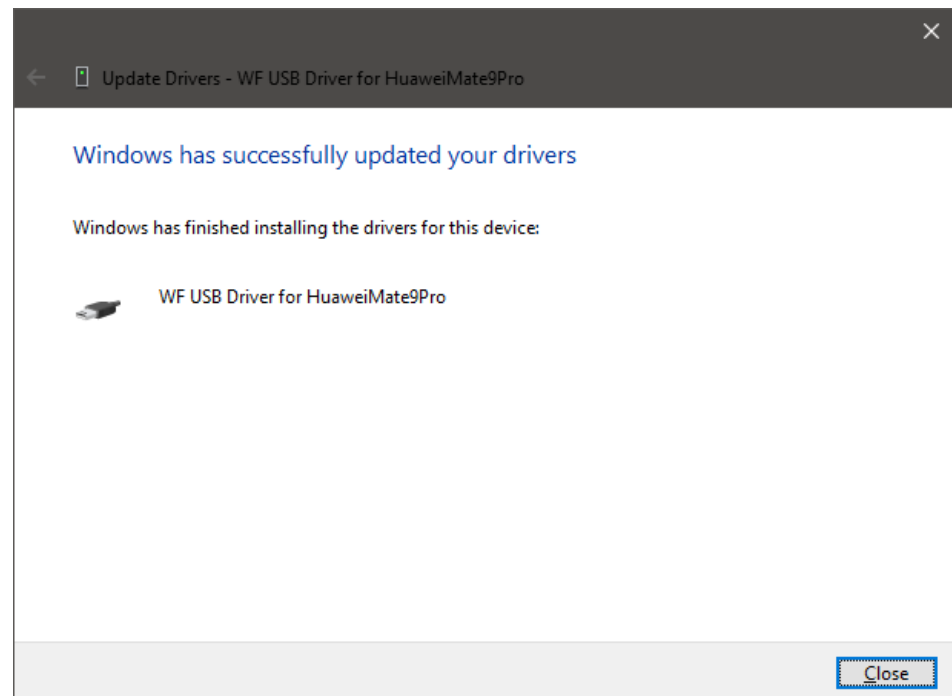 Update Drivers - WF USB Driver for HuaweiMate9Pro
Windows has successfully updated your drivers
Windows has finished installing the drivers for this device:
WF USB Driver for HuaweiMate9Pro
Close